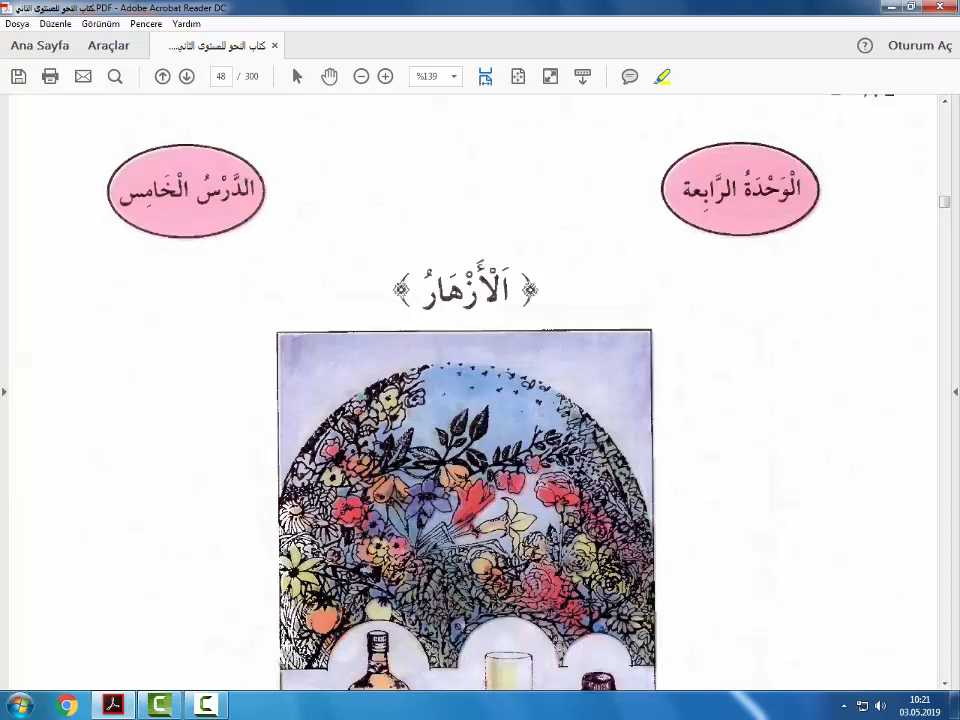 كتاب النحو للمستوى الثاني.PDF - Adobe Acrobat Reader DC
Dosya Düzenle Görünüm Pencere Yardım
Ana Sayfa Araçlar كتاب النحو للمستوى الثاني.... × Oturum Aç
48 / 300 %139
الْوَحْدَةُ الرَّابِعة
الدَّرْسُ الْخَامِس
﴿ اَلْأَزْهَارُ ﴾
10:21
03.05.2019